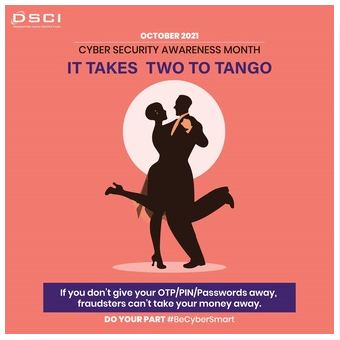 DSCI
OCTOBER 2021
CYBER SECURITY AWARENESS MONTH
IT TAKES TWO TO TANGO
If you don't give your OTP/PIN/Passwords away,
fraudsters can't take your money away.
DO YOUR PART #BeCyberSmart